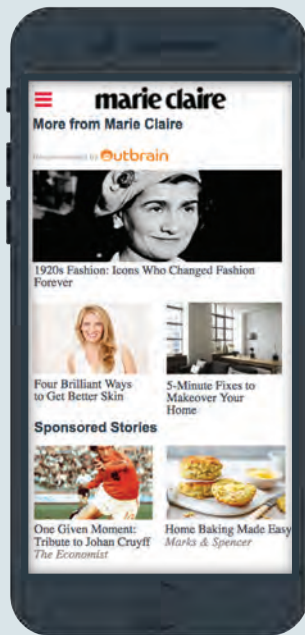 marie claire
More from Marie Claire
Recommended by Outbrain
1920s Fashion: Icons Who Changed Fashion
Forever
Four Brilliant Ways
to Get Better Skin
5-Minute Fixes to
Makeover Your
Home
Sponsored Stories
One Given Moment:
Tribute to Johan Cruyff
The Economist
Home Baking Made Easy
Marks & Spencer